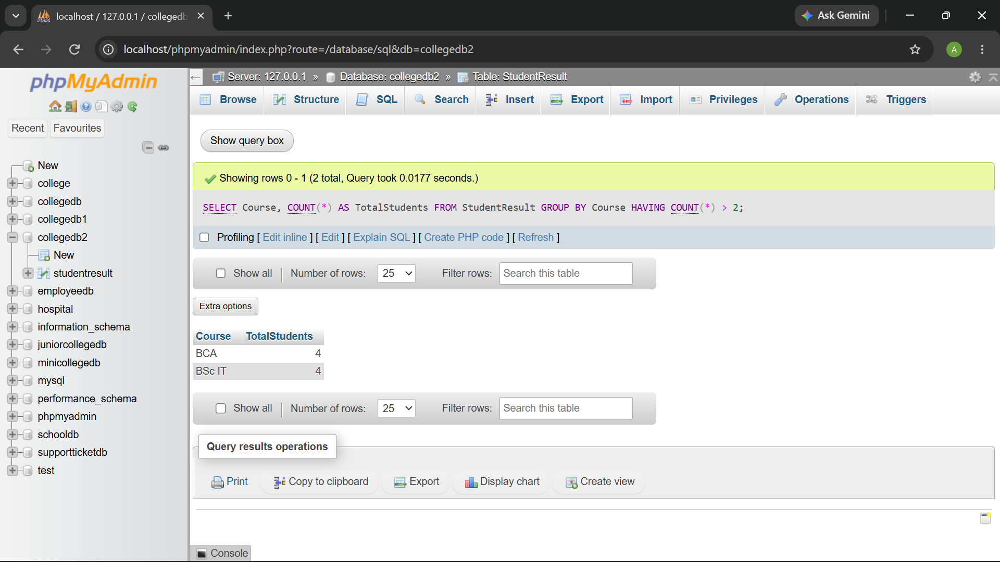 localhost / 127.0.0.1 / collegedb
Ask Gemini
localhost/phpmyadmin/index.php?route=/database/sql&db=collegedb2
A
phpMyAdmin
Recent Favourites
New
college
collegedb
collegedb1
collegedb2
New
studentresult
employeedb
hospital
information_schema
juniorcollegedb
minicollegedb
mysql
performance_schema
phpmyadmin
schooldb
supportticketdb
test
Server: 127.0.0.1 » Database: collegedb2 » Table: StudentResult
Browse Structure SQL Search Insert Export Import Privileges Operations Triggers
Show query box
Showing rows 0 - 1 (2 total, Query took 0.0177 seconds.)
SELECT Course, COUNT(*) AS TotalStudents FROM StudentResult GROUP BY Course HAVING COUNT(*) > 2;
Profiling [ Edit inline ] [ Edit ] [ Explain SQL ] [ Create PHP code ] [ Refresh ]
Show all | Number of rows: 25 Filter rows: Search this table
Extra options
Course TotalStudents
BCA 4
BSc IT 4
Show all | Number of rows: 25 Filter rows: Search this table
Query results operations
Print Copy to clipboard Export Display chart Create view
Console